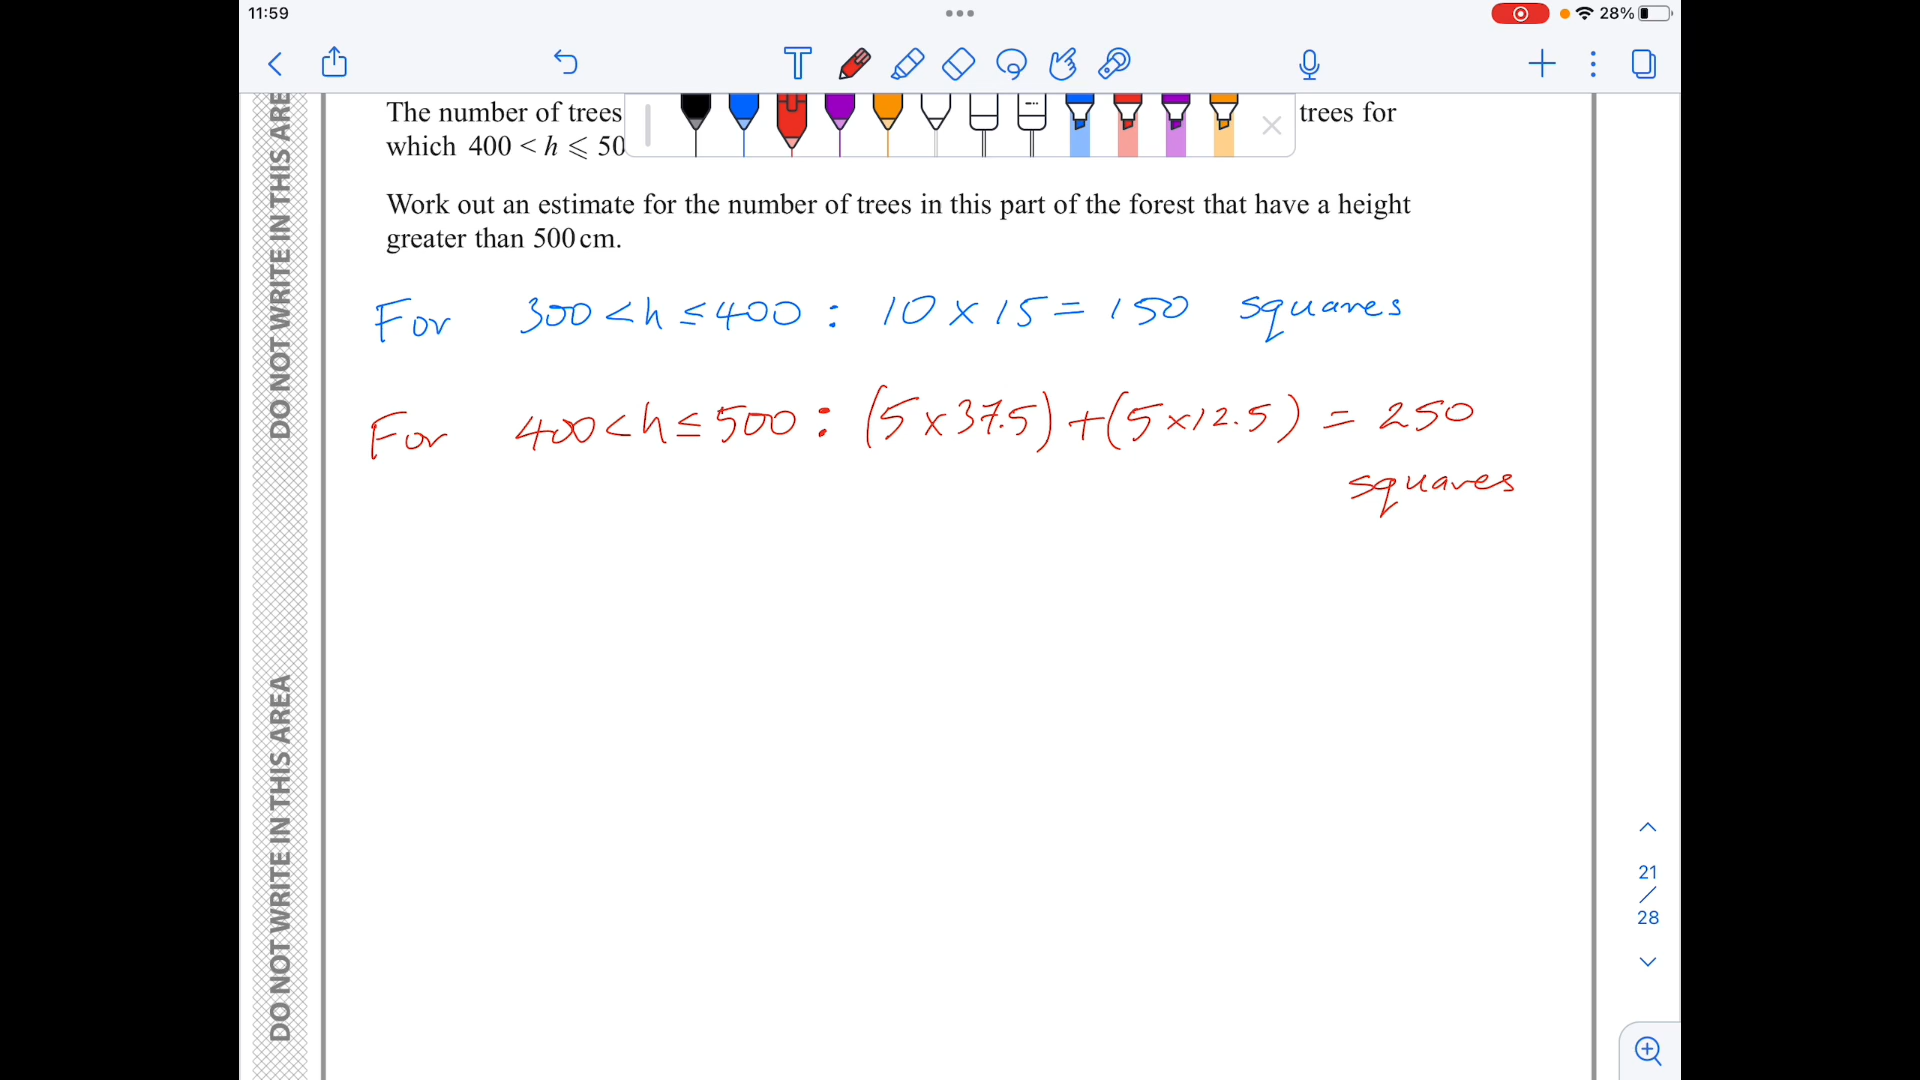 11:59
28%
DO NOT WRITE IN THIS ARE
The number of trees trees for
which 400 < h ⩽ 50
Work out an estimate for the number of trees in this part of the forest that have a height
greater than 500 cm.
For 300 < h ≤ 400 : 10 × 15 = 150 squares
For 400 < h ≤ 500 : (5 × 37.5) + (5 × 12.5) = 250
squares
DO NOT WRITE IN THIS AREA
21
/
28